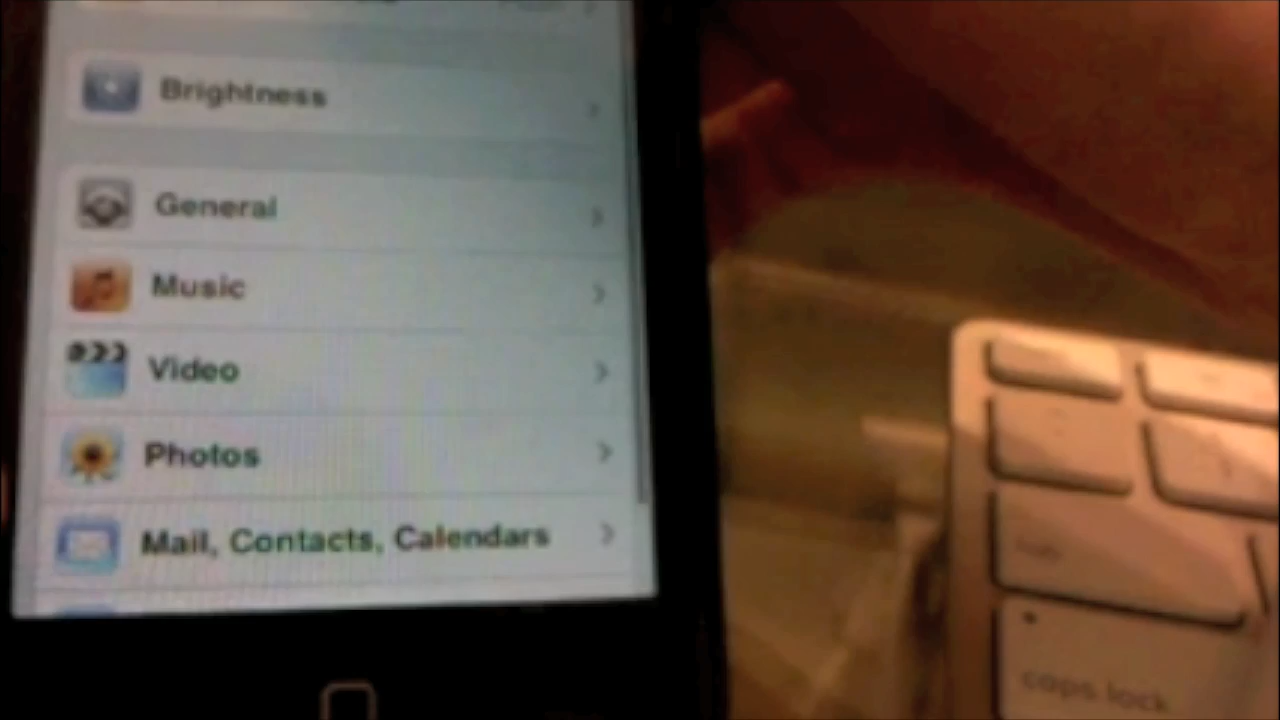 Brightness
General
Music
Video
Photos
Mail, Contacts, Calendars
caps lock